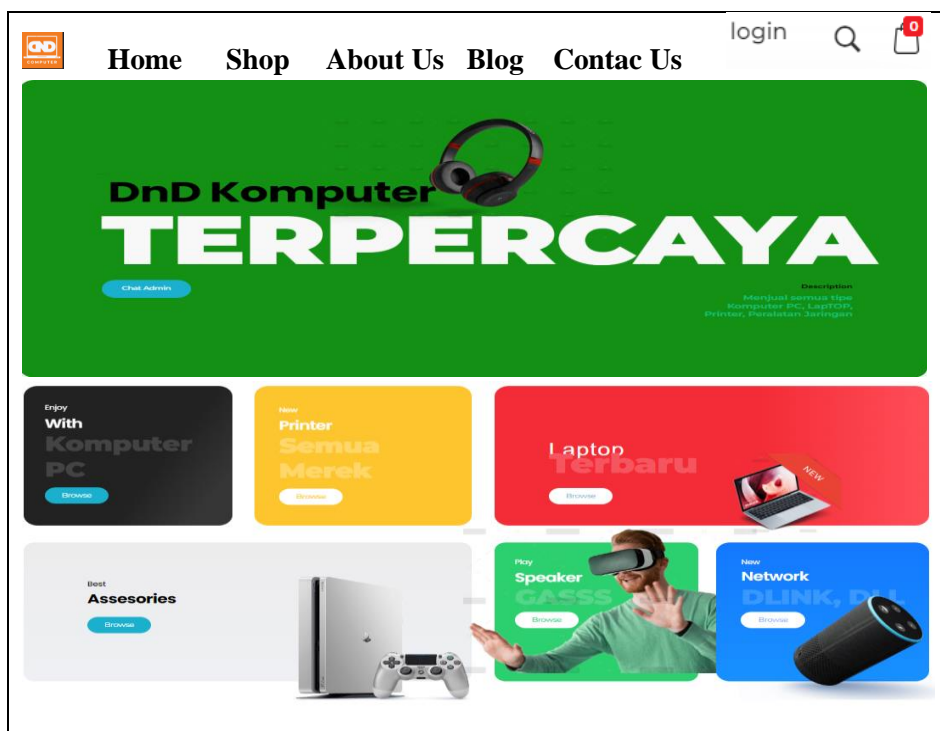 DND
COMPUTER
Home Shop About Us Blog Contac Us
login
0
DnD Komputer
TERPERCAYA
Chat Admin
Description
Menjual semua tipe
Komputer PC, LapTOP,
Printer, Peralatan Jaringan
Enjoy
With
Komputer
PC
Browse
New
Printer
Semua
Merek
Browse
Laptop
Terbaru
Browse
NEW
Best
Assesories
Browse
Play
Speaker
GASSS
Browse
New
Network
DLINK, DLL
Browse